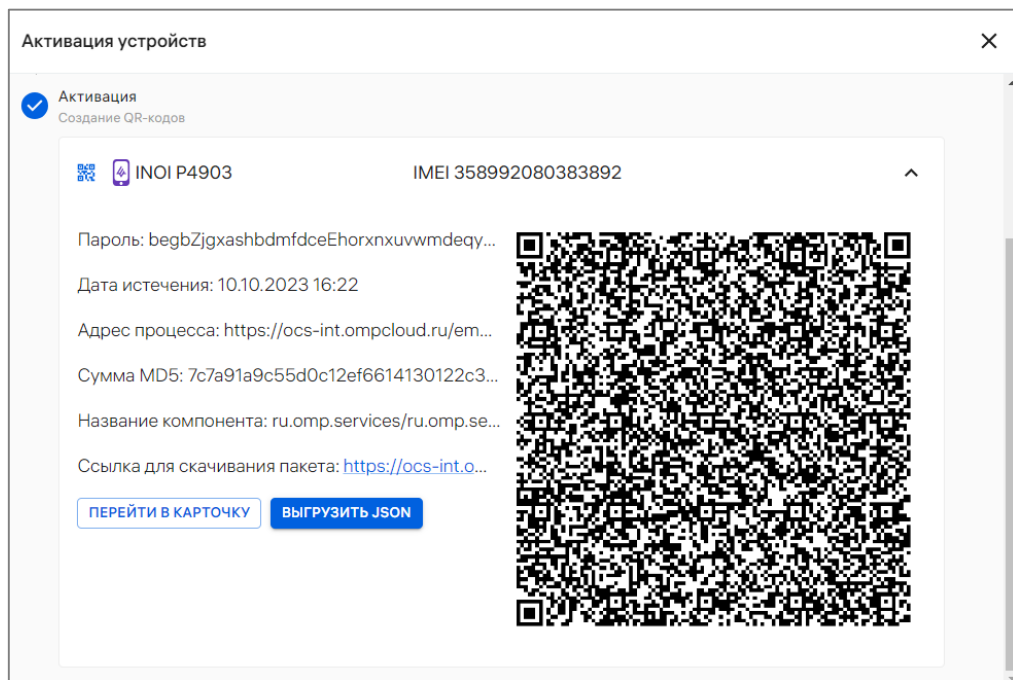 Активация устройств
Активация
Создание QR-кодов
INOI P4903 IMEI 358992080383892
Пароль: begbZjgxashbdmfdceEhorxnxuvwmdeqy...
Дата истечения: 10.10.2023 16:22
Адрес процесса: https://ocs-int.ompcloud.ru/em...
Сумма MD5: 7c7a91a9c55d0c12ef6614130122c3...
Название компонента: ru.omp.services/ru.omp.se...
Ссылка для скачивания пакета: https://ocs-int.o...
ПЕРЕЙТИ В КАРТОЧКУ ВЫГРУЗИТЬ JSON